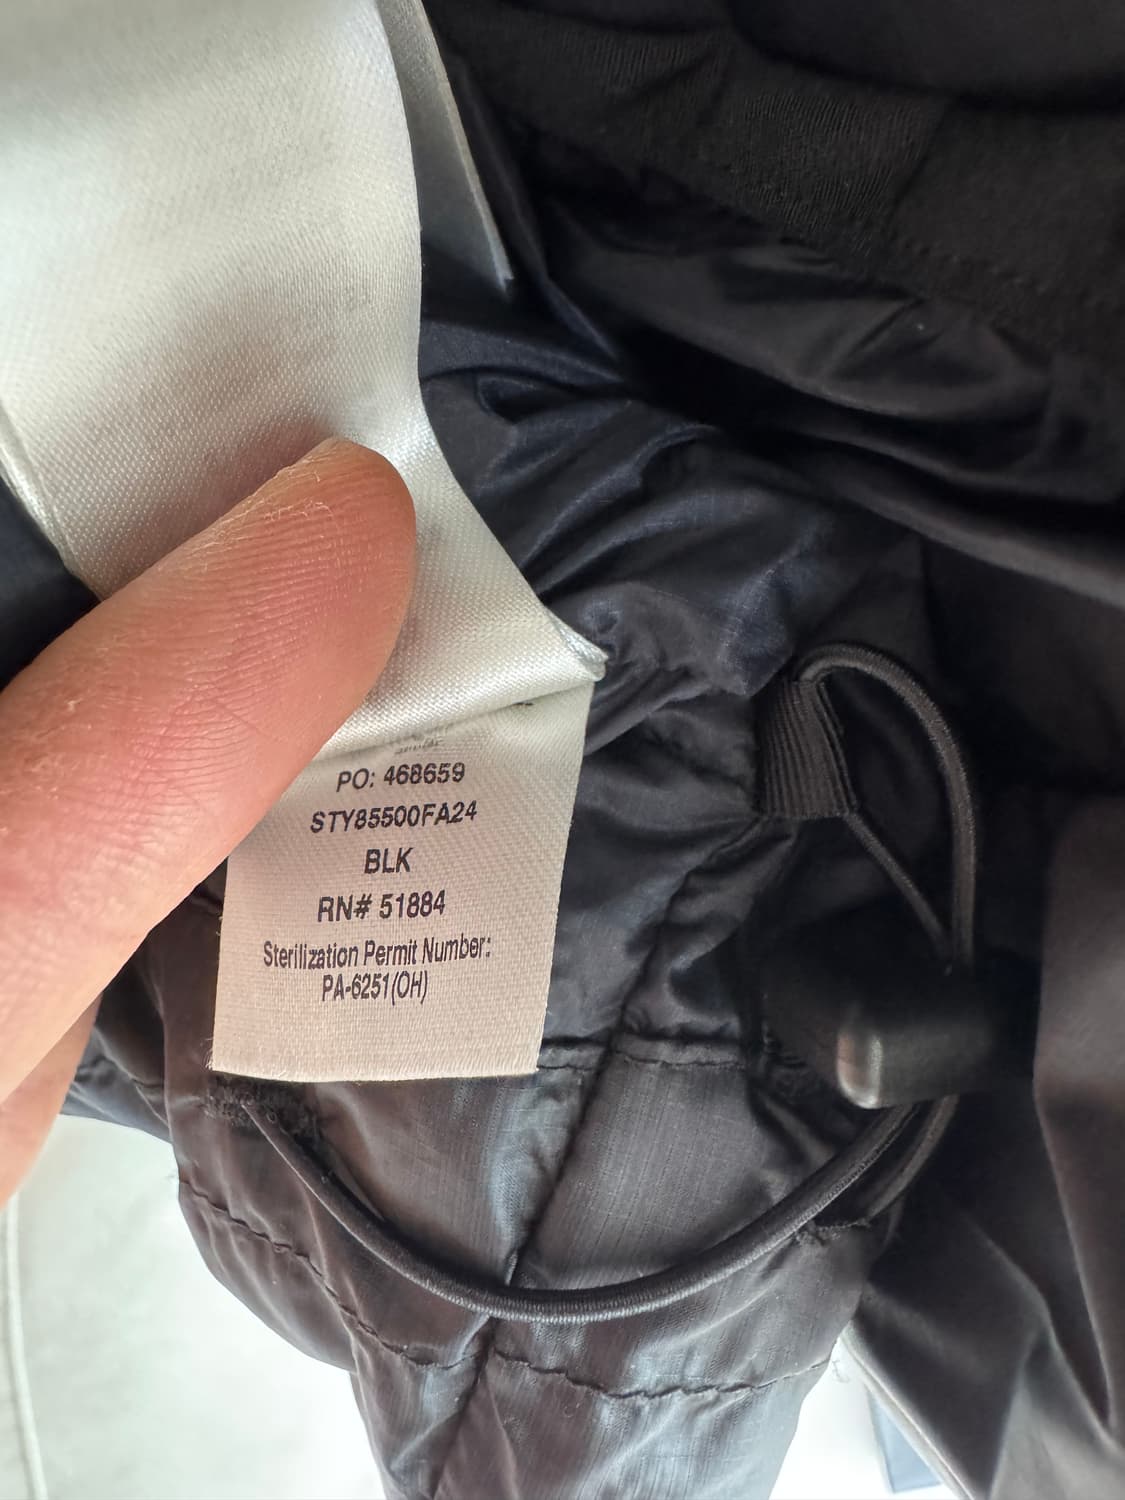 PO: 468659
STY85500FA24
BLK
RN# 51884
Sterilization Permit Number:
PA-6251(OH)